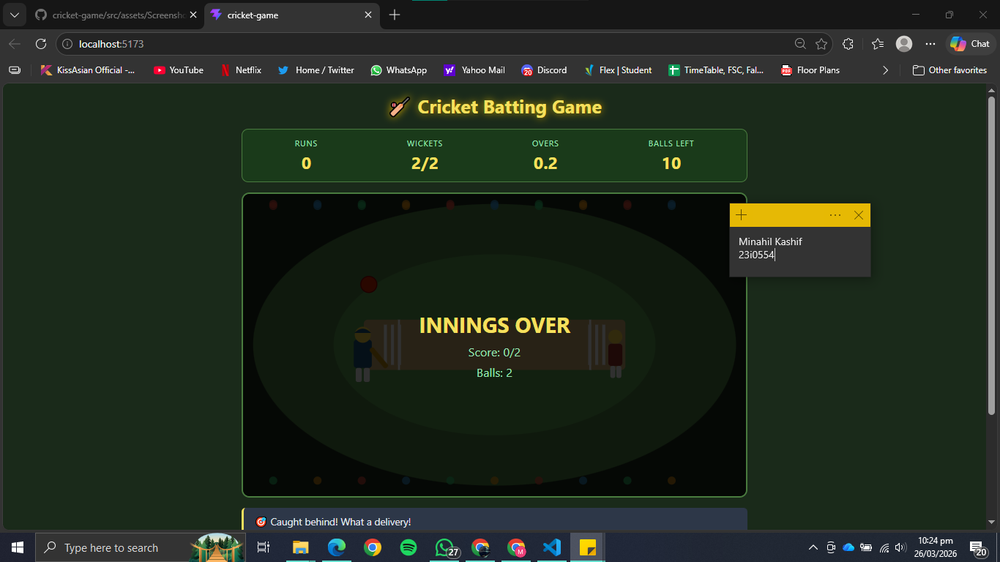 cricket-game/src/assets/Screensh
cricket-game
localhost:5173
Chat
KissAsian Official -...
YouTube
Netflix
Home / Twitter
WhatsApp
Yahoo Mail
20
Discord
Flex | Student
TimeTable, FSC, Fal...
PDF
Floor Plans
Other favorites
Cricket Batting Game
RUNS
WICKETS
OVERS
BALLS LEFT
0
2/2
0.2
10
Minahil Kashif
23i0554
INNINGS OVER
Score: 0/2
Balls: 2
Caught behind! What a delivery!
Type here to search
27
M
10:24 pm
26/03/2026
20